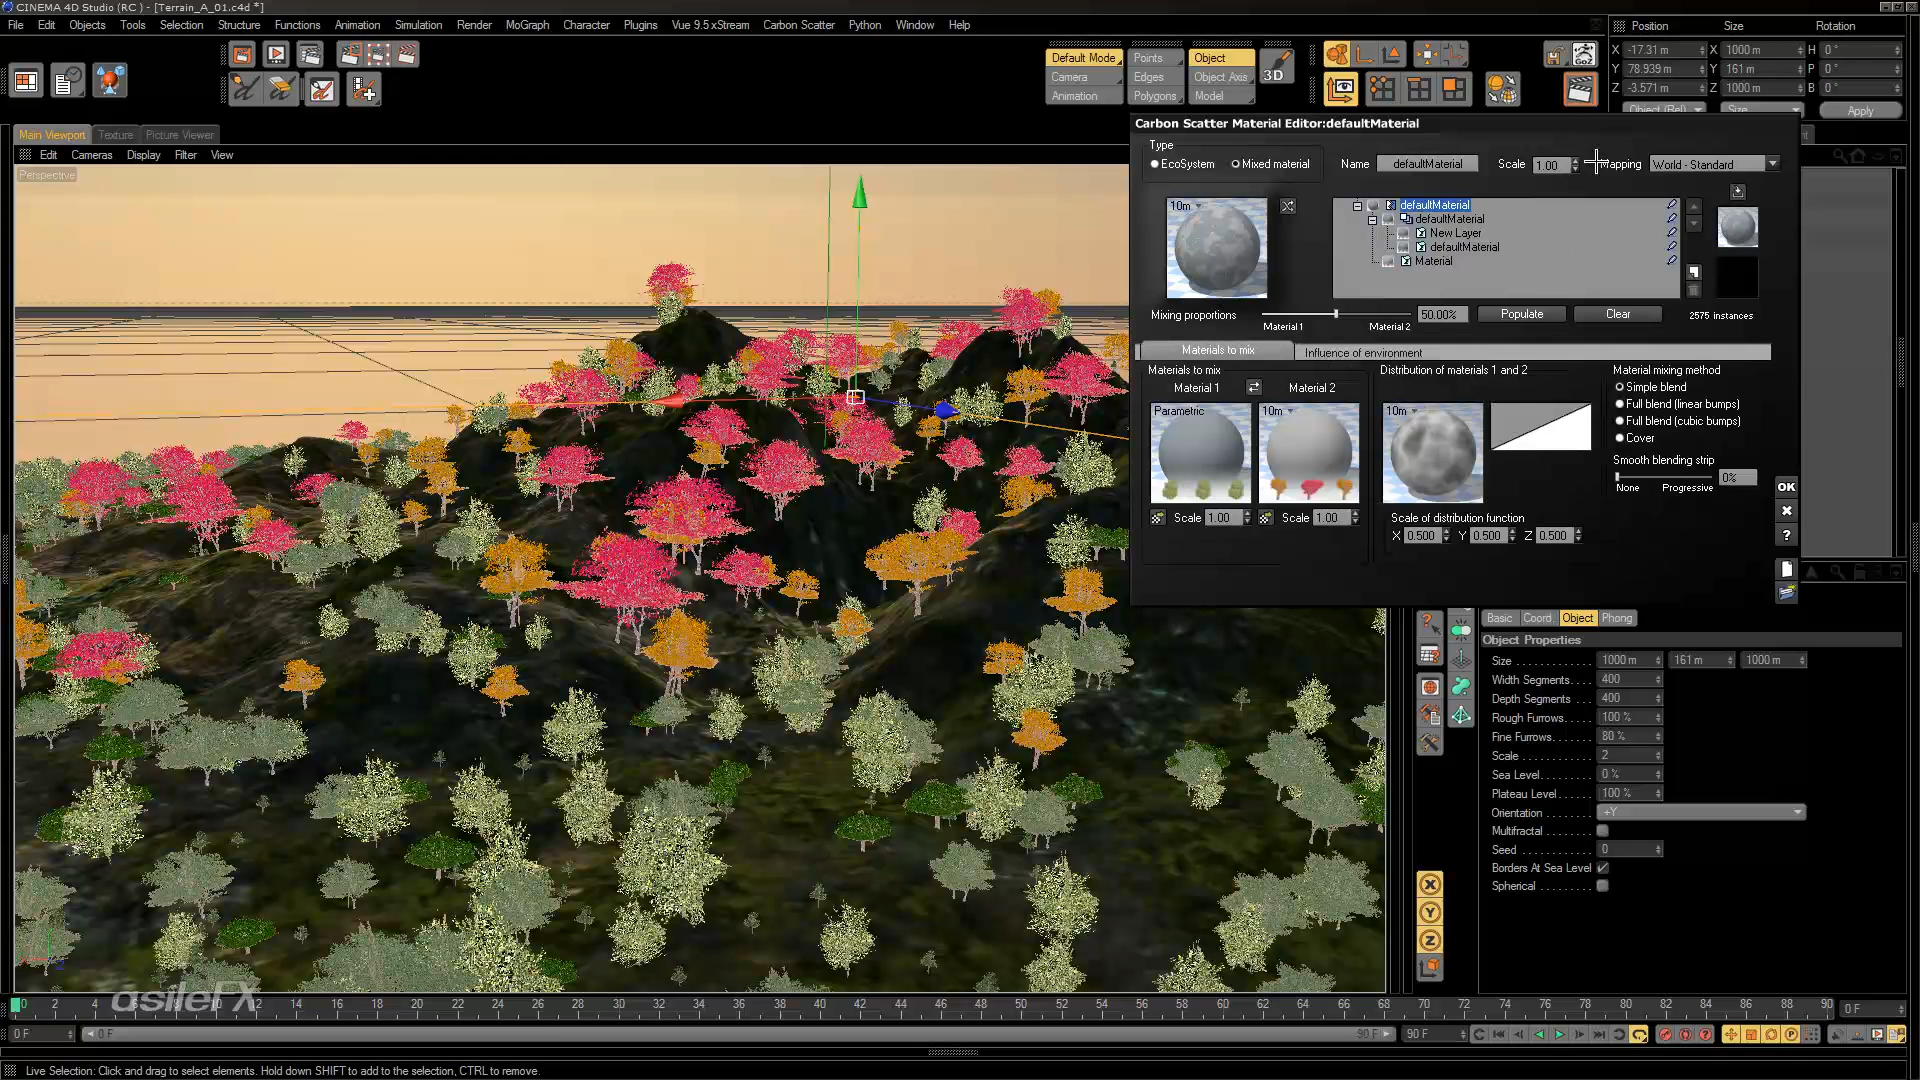 CINEMA 4D Studio (RC ) - [Terrain_A_01.c4d *]
File Edit Objects Tools Selection Structure Functions Animation Simulation Render MoGraph Character Plugins Vue 9.5 xStream Carbon Scatter Python Window Help
Position Size Rotation
X -17.31 m X 1000 m H 0 °
Y 78.939 m Y 161 m P 0 °
Z -3.571 m Z 1000 m B 0 °
Object (Rel) Size Apply
Default Mode Points Object
Camera Edges Object Axis
Animation Polygons Model
3D
GoZ
Main Viewport Texture Picture Viewer
Edit Cameras Display Filter View
Perspective
Carbon Scatter Material Editor:defaultMaterial
Type
EcoSystem Mixed material
Name defaultMaterial Scale 1.00 Mapping World - Standard
10m
defaultMaterial
defaultMaterial
New Layer
defaultMaterial
Material
Mixing proportions 50.00% Populate Clear 2575 instances
Material 1 Material 2
Materials to mix Influence of environment
Materials to mix Distribution of materials 1 and 2 Material mixing method
Material 1 Material 2 Simple blend
Parametric 10m 10m Full blend (linear bumps)
Full blend (cubic bumps)
Cover
Smooth blending strip
0%
None Progressive
OK
?
Scale 1.00 Scale 1.00 Scale of distribution function
X 0.500 Y 0.500 Z 0.500
Basic Coord Object Phong
Object Properties
Size 1000 m 161 m 1000 m
Width Segments 400
Depth Segments 400
Rough Furrows 100 %
Fine Furrows 80 %
Scale 2
Sea Level 0 %
Plateau Level 100 %
Orientation +Y
Multifractal
Seed 0
Borders At Sea Level
Spherical
X
Y
Z
asileFX
0 2 4 6 8 10 12 14 16 18 20 22 24 26 28 30 32 34 36 38 40 42 44 46 48 50 52 54 56 58 60 62 64 66 68 70 72 74 76 78 80 82 84 86 88 90 0 F
0 F 0 F 90 F 90 F
Live Selection: Click and drag to select elements. Hold down SHIFT to add to the selection, CTRL to remove.